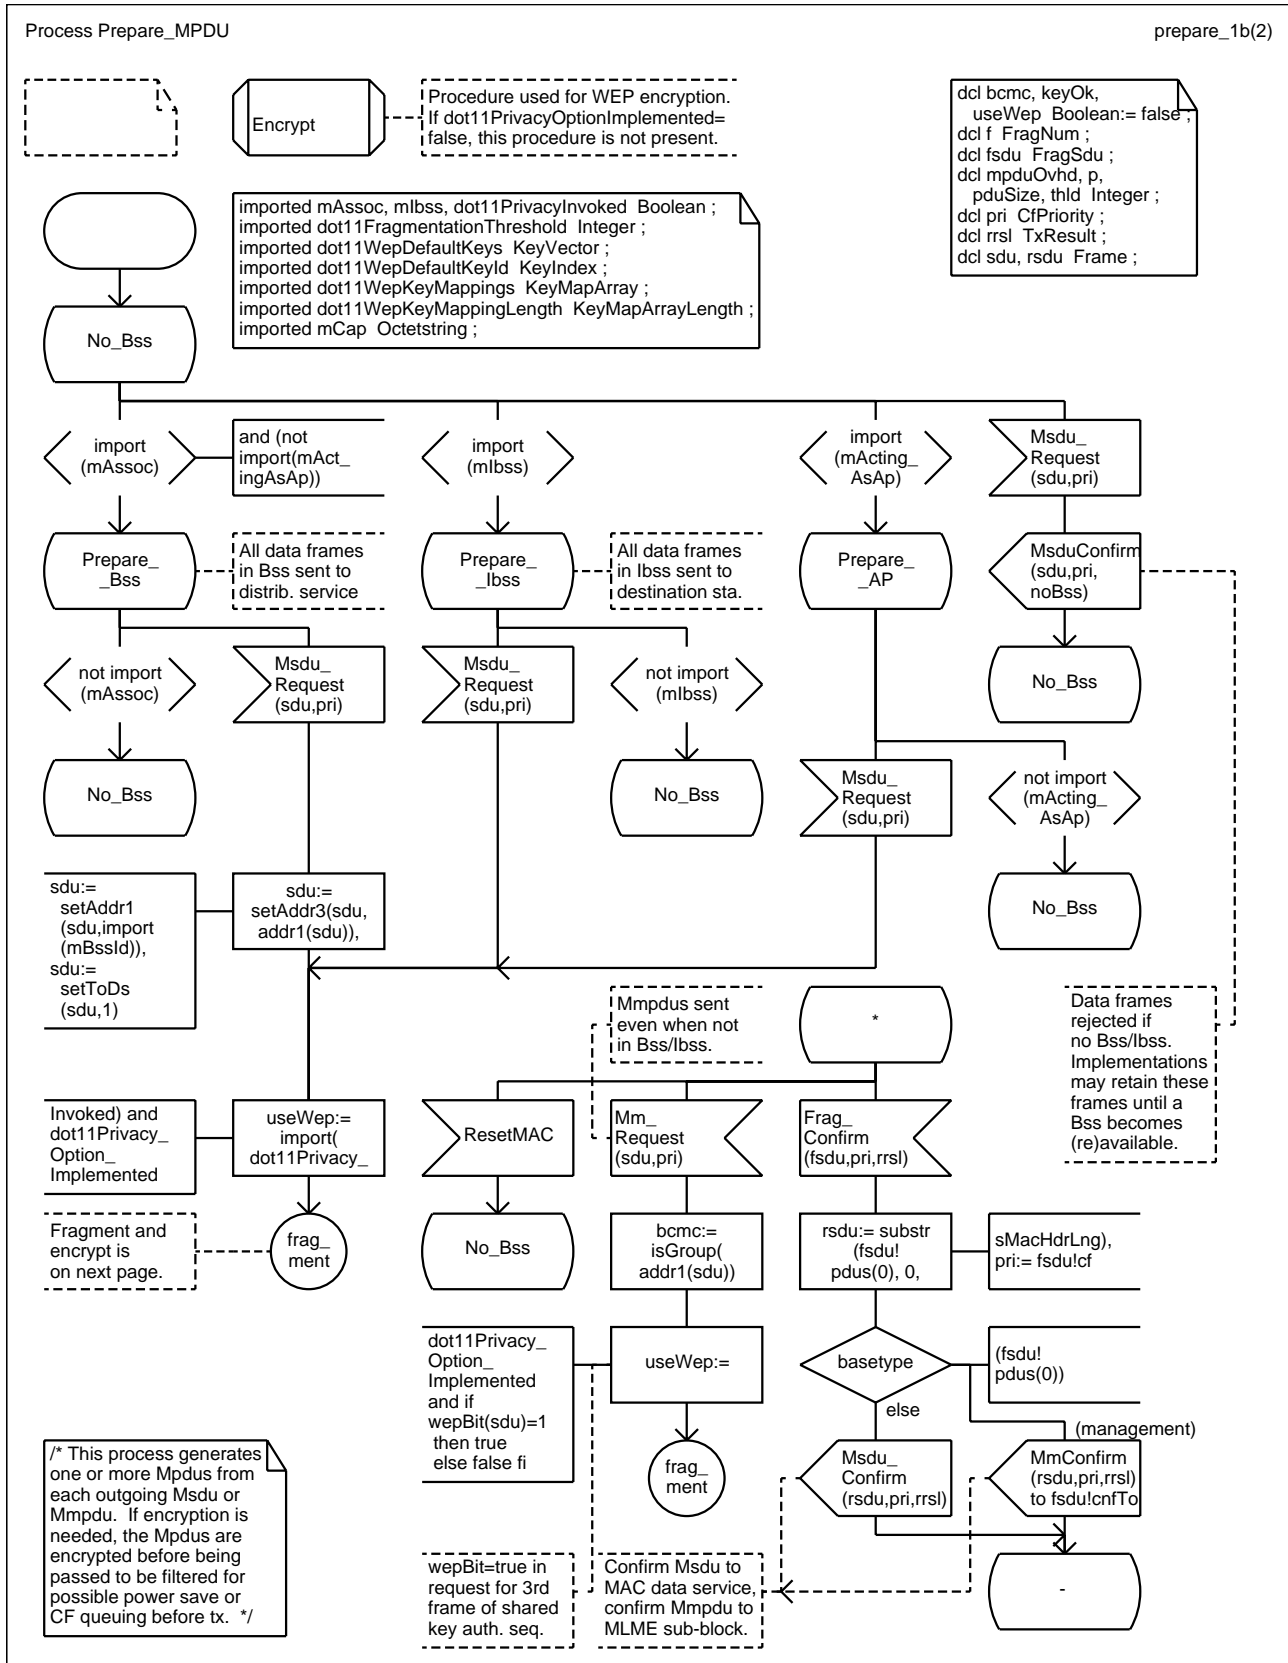 Process Prepare_MPDU
prepare_1b(2)
Encrypt
Procedure used for WEP encryption.
If dot11PrivacyOptionImplemented=
false, this procedure is not present.
dcl bcmc, keyOk,
useWep Boolean:= false ;
dcl f FragNum ;
dcl fsdu FragSdu ;
dcl mpduOvhd, p,
pduSize, thld Integer ;
dcl pri CfPriority ;
dcl rrsl TxResult ;
dcl sdu, rsdu Frame ;
imported mAssoc, mIbss, dot11PrivacyInvoked Boolean ;
imported dot11FragmentationThreshold Integer ;
imported dot11WepDefaultKeys KeyVector ;
imported dot11WepDefaultKeyId KeyIndex ;
imported dot11WepKeyMappings KeyMapArray ;
imported dot11WepKeyMappingLength KeyMapArrayLength ;
imported mCap Octetstring ;
No_Bss
import
(mAssoc)
and (not
import(mAct_
ingAsAp))
import
(mIbss)
import
(mActing_
AsAp)
Msdu_
Request
(sdu,pri)
Prepare_
_Bss
All data frames
in Bss sent to
distrib. service
Prepare_
_Ibss
All data frames
in Ibss sent to
destination sta.
Prepare_
_AP
MsduConfirm
(sdu,pri,
noBss)
not import
(mAssoc)
Msdu_
Request
(sdu,pri)
Msdu_
Request
(sdu,pri)
not import
(mIbss)
No_Bss
No_Bss
No_Bss
Msdu_
Request
(sdu,pri)
not import
(mActing_
AsAp)
sdu:=
setAddr1
(sdu,import
(mBssId)),
sdu:=
setToDs
(sdu,1)
sdu:=
setAddr3(sdu,
addr1(sdu)),
No_Bss
Mmpdus sent
even when not
in Bss/Ibss.
*
Data frames
rejected if
no Bss/Ibss.
Implementations
may retain these
frames until a
Bss becomes
(re)available.
Invoked) and
dot11Privacy_
Option_
Implemented
useWep:=
import(
dot11Privacy_
ResetMAC
Mm_
Request
(sdu,pri)
Frag_
Confirm
(fsdu,pri,rrsl)
Fragment and
encrypt is
on next page.
frag_
ment
No_Bss
bcmc:=
isGroup(
addr1(sdu))
rsdu:= substr
(fsdu!
pdus(0), 0,
sMacHdrLng),
pri:= fsdu!cf
dot11Privacy_
Option_
Implemented
and if
wepBit(sdu)=1
then true
else false fi
useWep:=
basetype
(fsdu!
pdus(0))
else
(management)
/* This process generates
one or more Mpdus from
each outgoing Msdu or
Mmpdu. If encryption is
needed, the Mpdus are
encrypted before being
passed to be filtered for
possible power save or
CF queuing before tx. */
frag_
ment
Msdu_
Confirm
(rsdu,pri,rrsl)
MmConfirm
(rsdu,pri,rrsl)
to fsdu!cnfTo
wepBit=true in
request for 3rd
frame of shared
key auth. seq.
Confirm Msdu to
MAC data service,
confirm Mmpdu to
MLME sub-block.
-